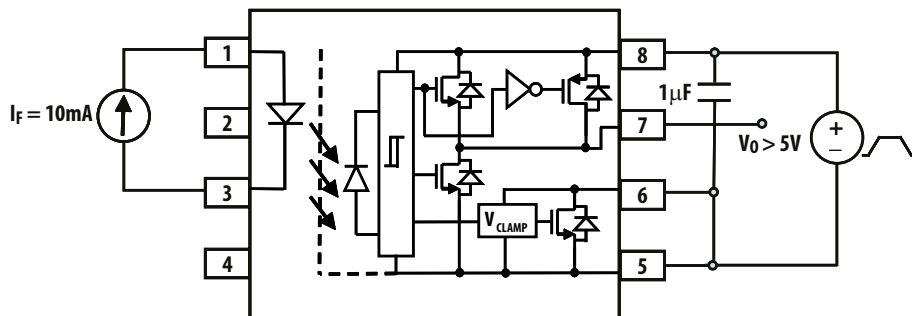 1
8
I_F = 10mA
1μF
2
7
V_O > 5V
+
−
3
6
V_CLAMP
4
5